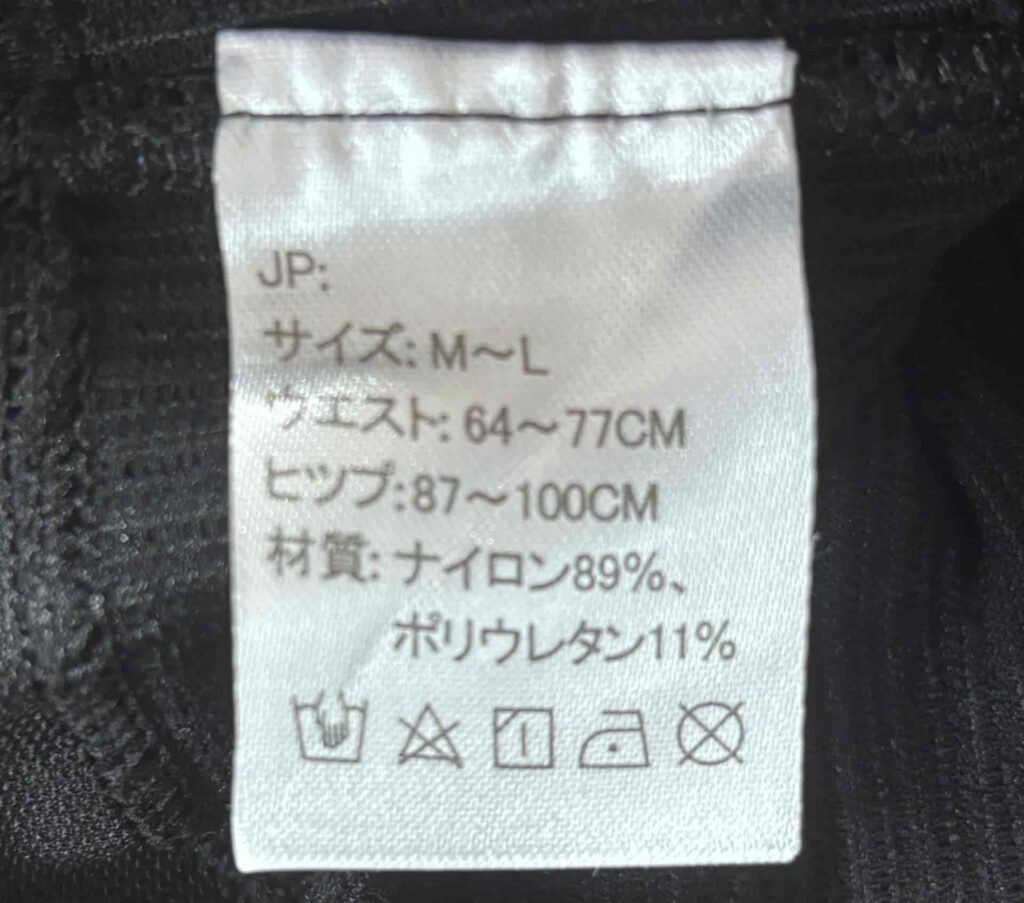 JP:
サイズ: M～L
ウエスト: 64～77CM
ヒツプ:87～100CM
材質: ナイロン89%、
ポリウレタン11%